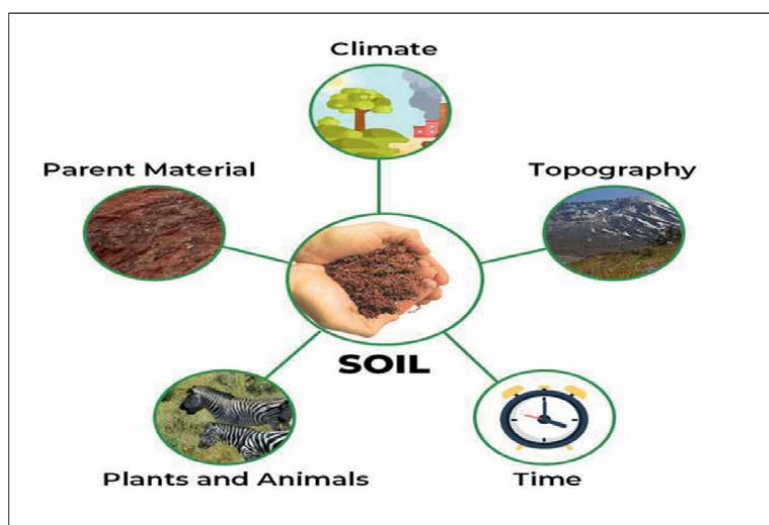 Climate
Parent Material
Topography
SOIL
Plants and Animals
Time